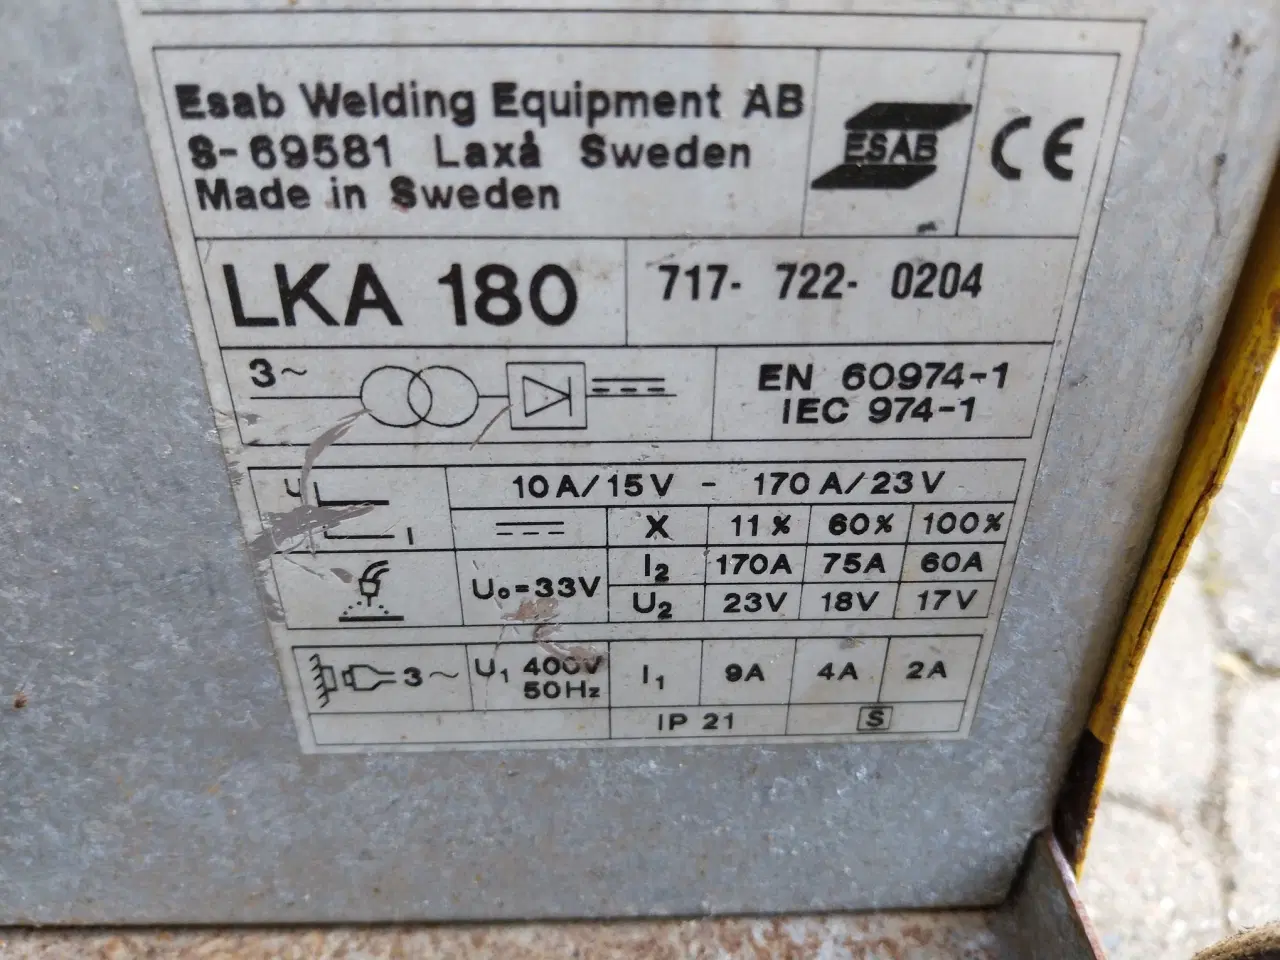 Esab Welding Equipment AB
S-69581 Laxå Sweden
Made in Sweden
ESAB
CE
LKA 180
717- 722- 0204
3~
EN 60974-1
IEC 974-1
U
I
10A/15V - 170A/23V
X 11% 60% 100%
U₀=33V
I₂ 170A 75A 60A
U₂ 23V 18V 17V
3~
U₁ 400V
50Hz
I₁ 9A 4A 2A
IP 21
S